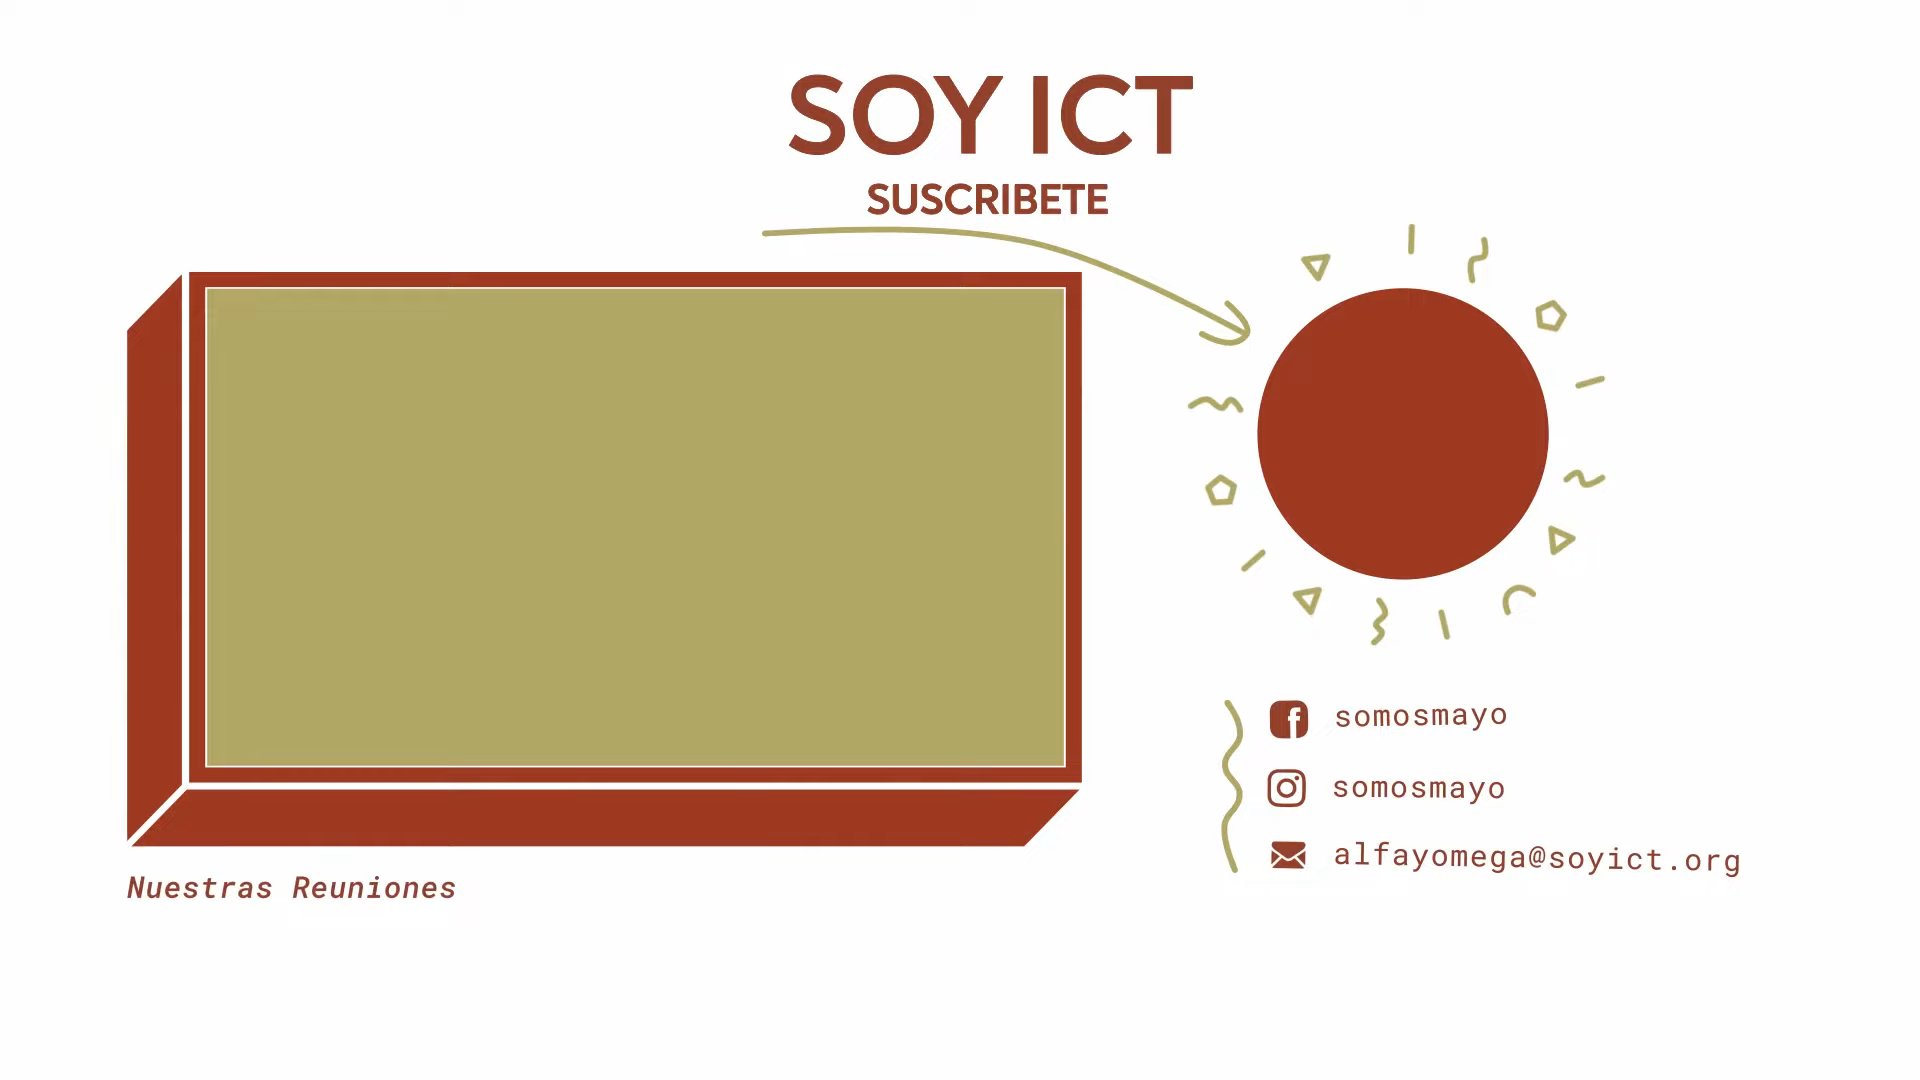 SOY ICT
SUSCRIBETE
somosmayo
somosmayo
alfayomega@soyict.org
Nuestras Reuniones